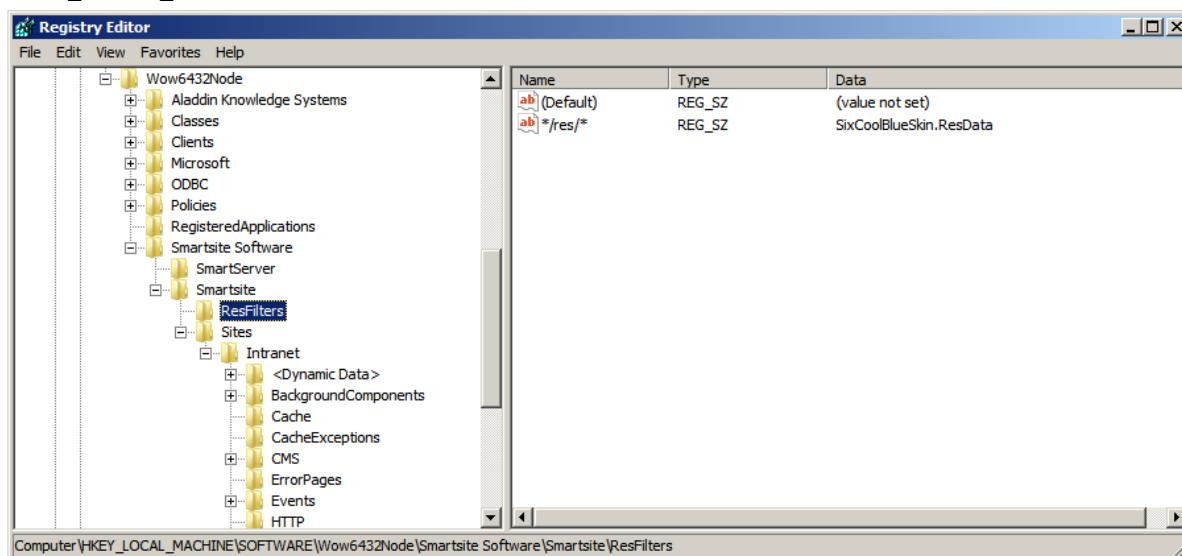 Registry Editor
File Edit View Favorites Help
Name Type Data
(Default) REG_SZ (value not set)
*/res/* REG_SZ SixCoolBlueSkin.ResData
Wow6432Node
Aladdin Knowledge Systems
Classes
Clients
Microsoft
ODBC
Policies
RegisteredApplications
Smartsite Software
SmartServer
Smartsite
ResFilters
Sites
Intranet
<Dynamic Data>
BackgroundComponents
Cache
CacheExceptions
CMS
ErrorPages
Events
HTTP
Computer\HKEY_LOCAL_MACHINE\SOFTWARE\Wow6432Node\Smartsite Software\Smartsite\ResFilters